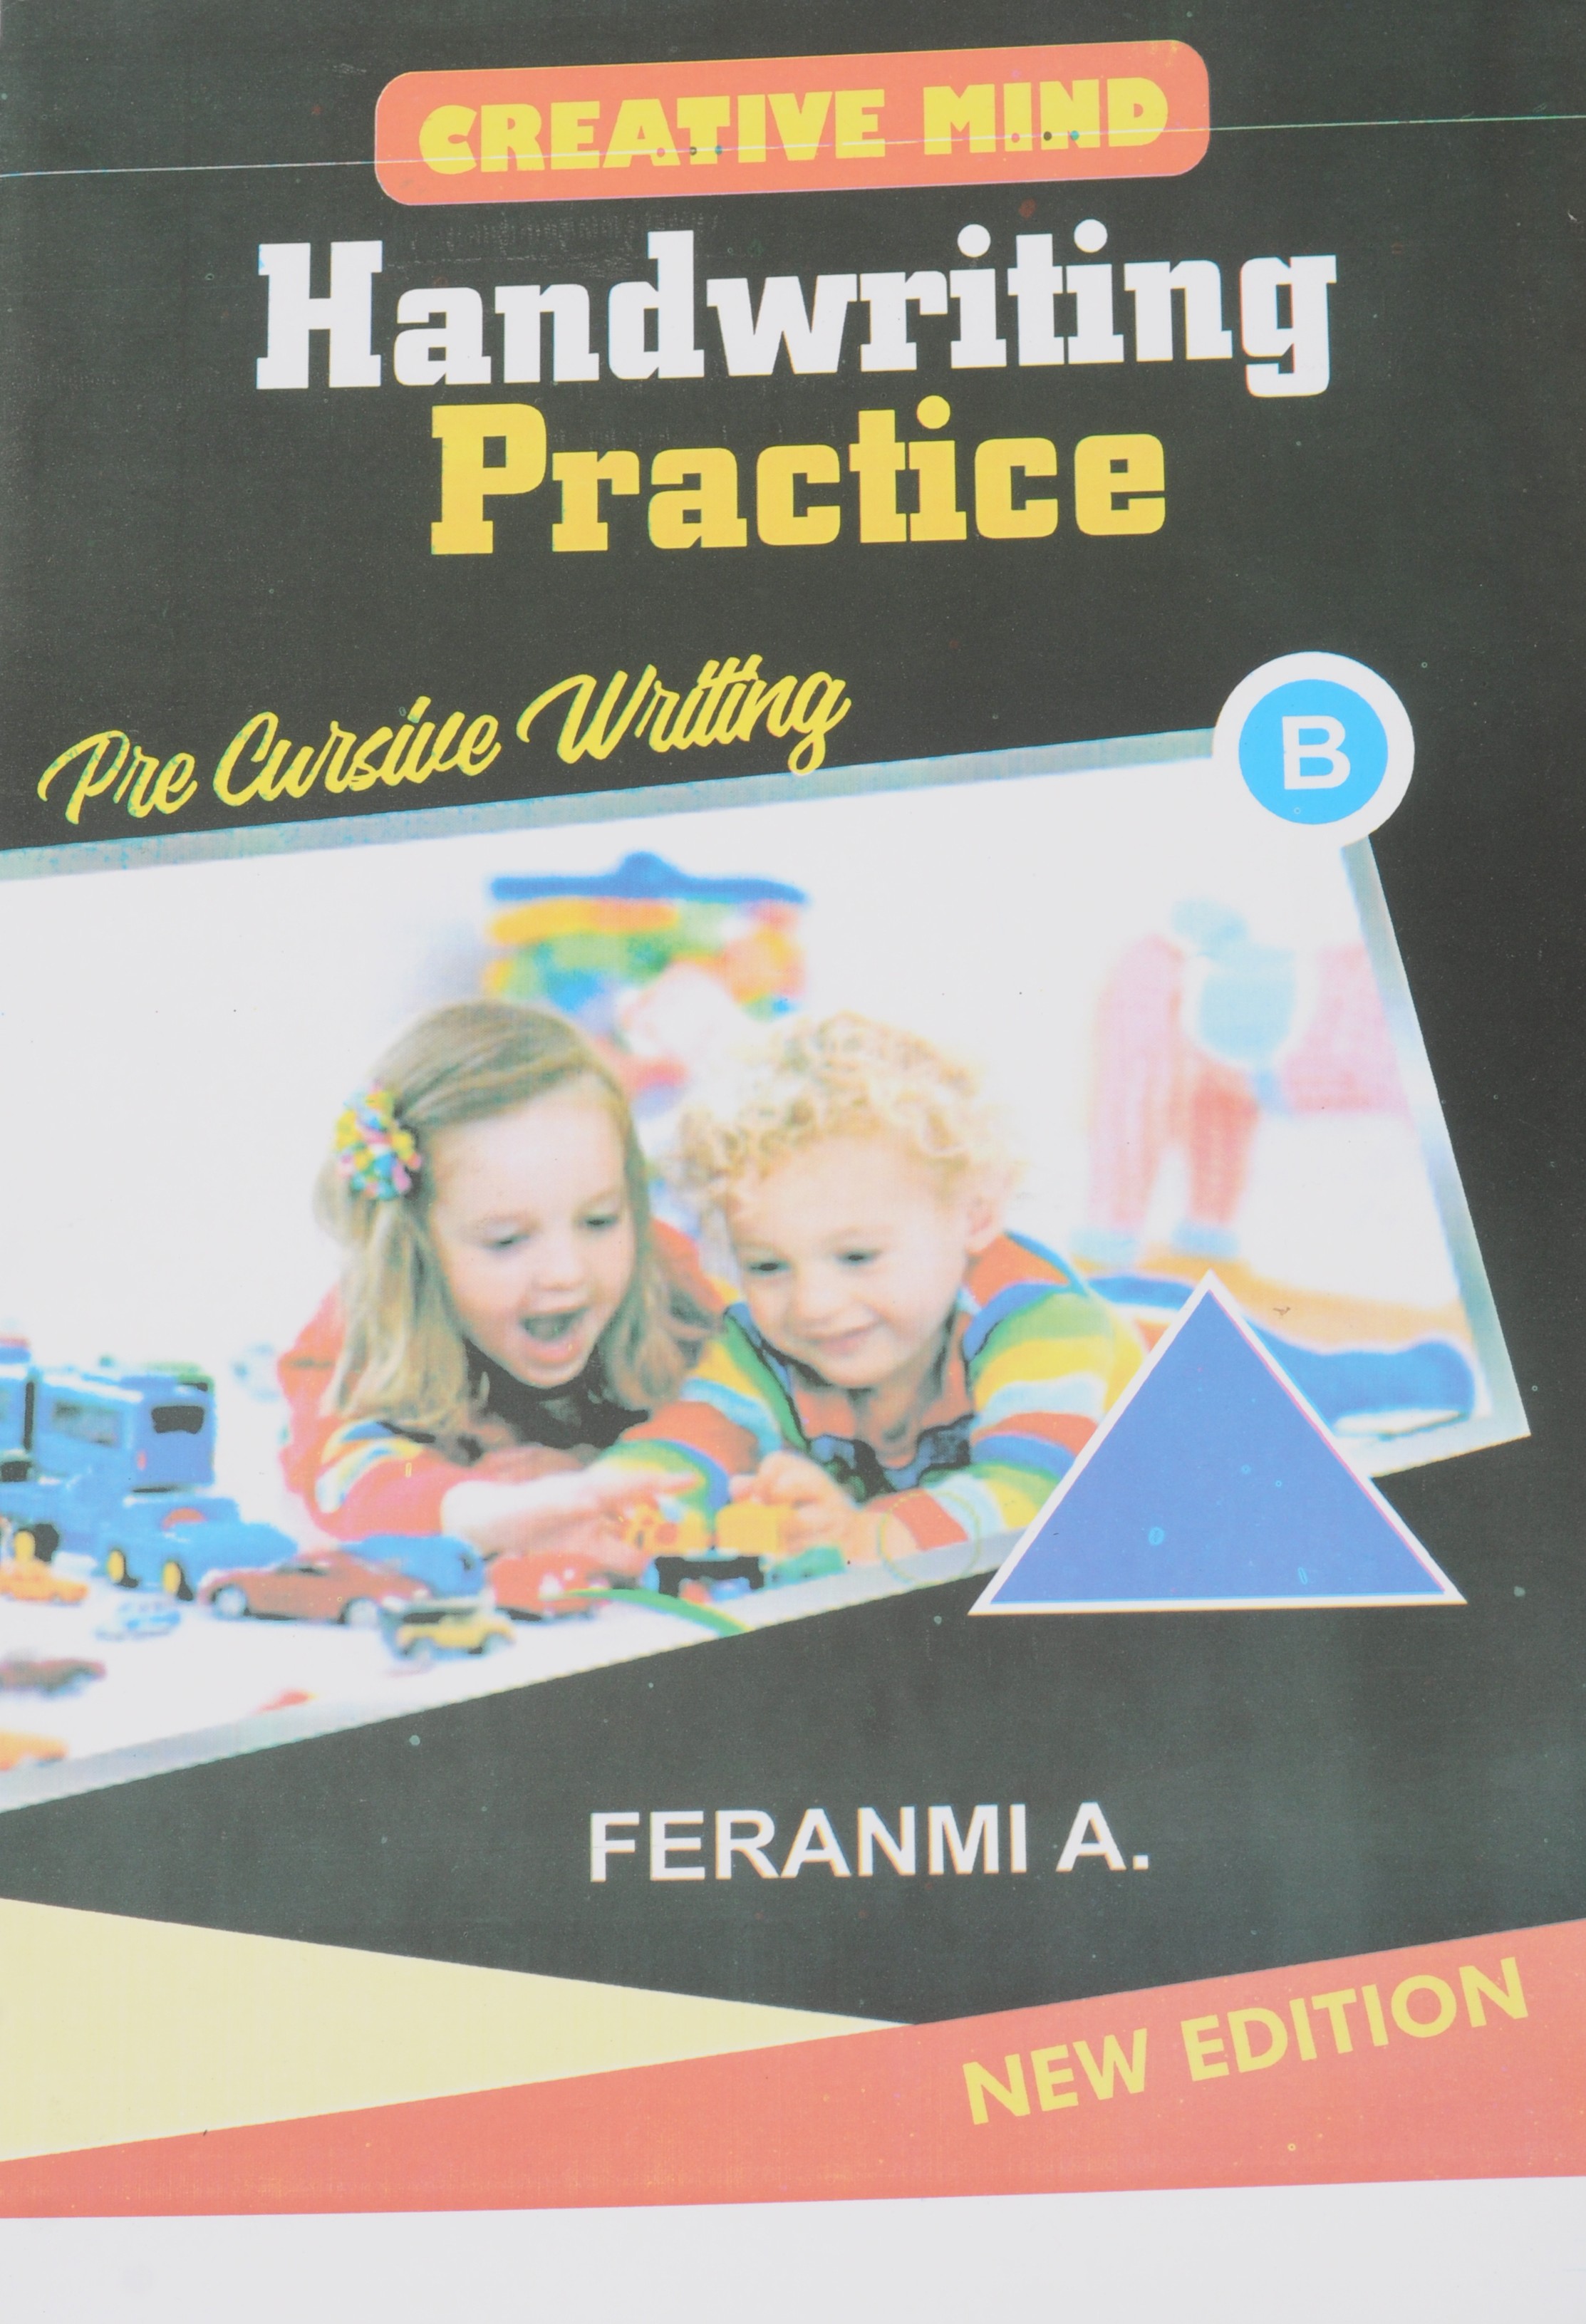 CREATIVE MIND
Handwriting
Practice
Pre Cursive Writing
B
FERANMI A.
NEW EDITION